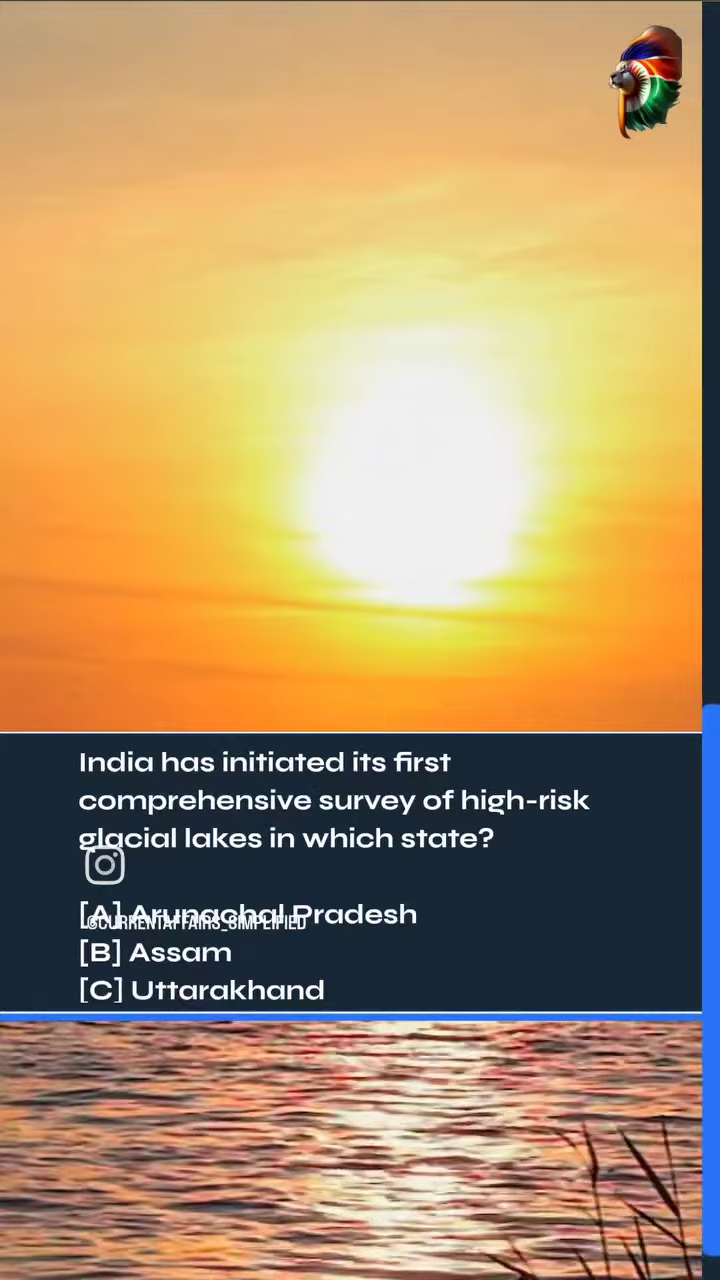 India has initiated its first
comprehensive survey of high-risk
glacial lakes in which state?
[A] Arunachal Pradesh
@CURRENTAFFAIRS_SIMPLIFIED
[B] Assam
[C] Uttarakhand